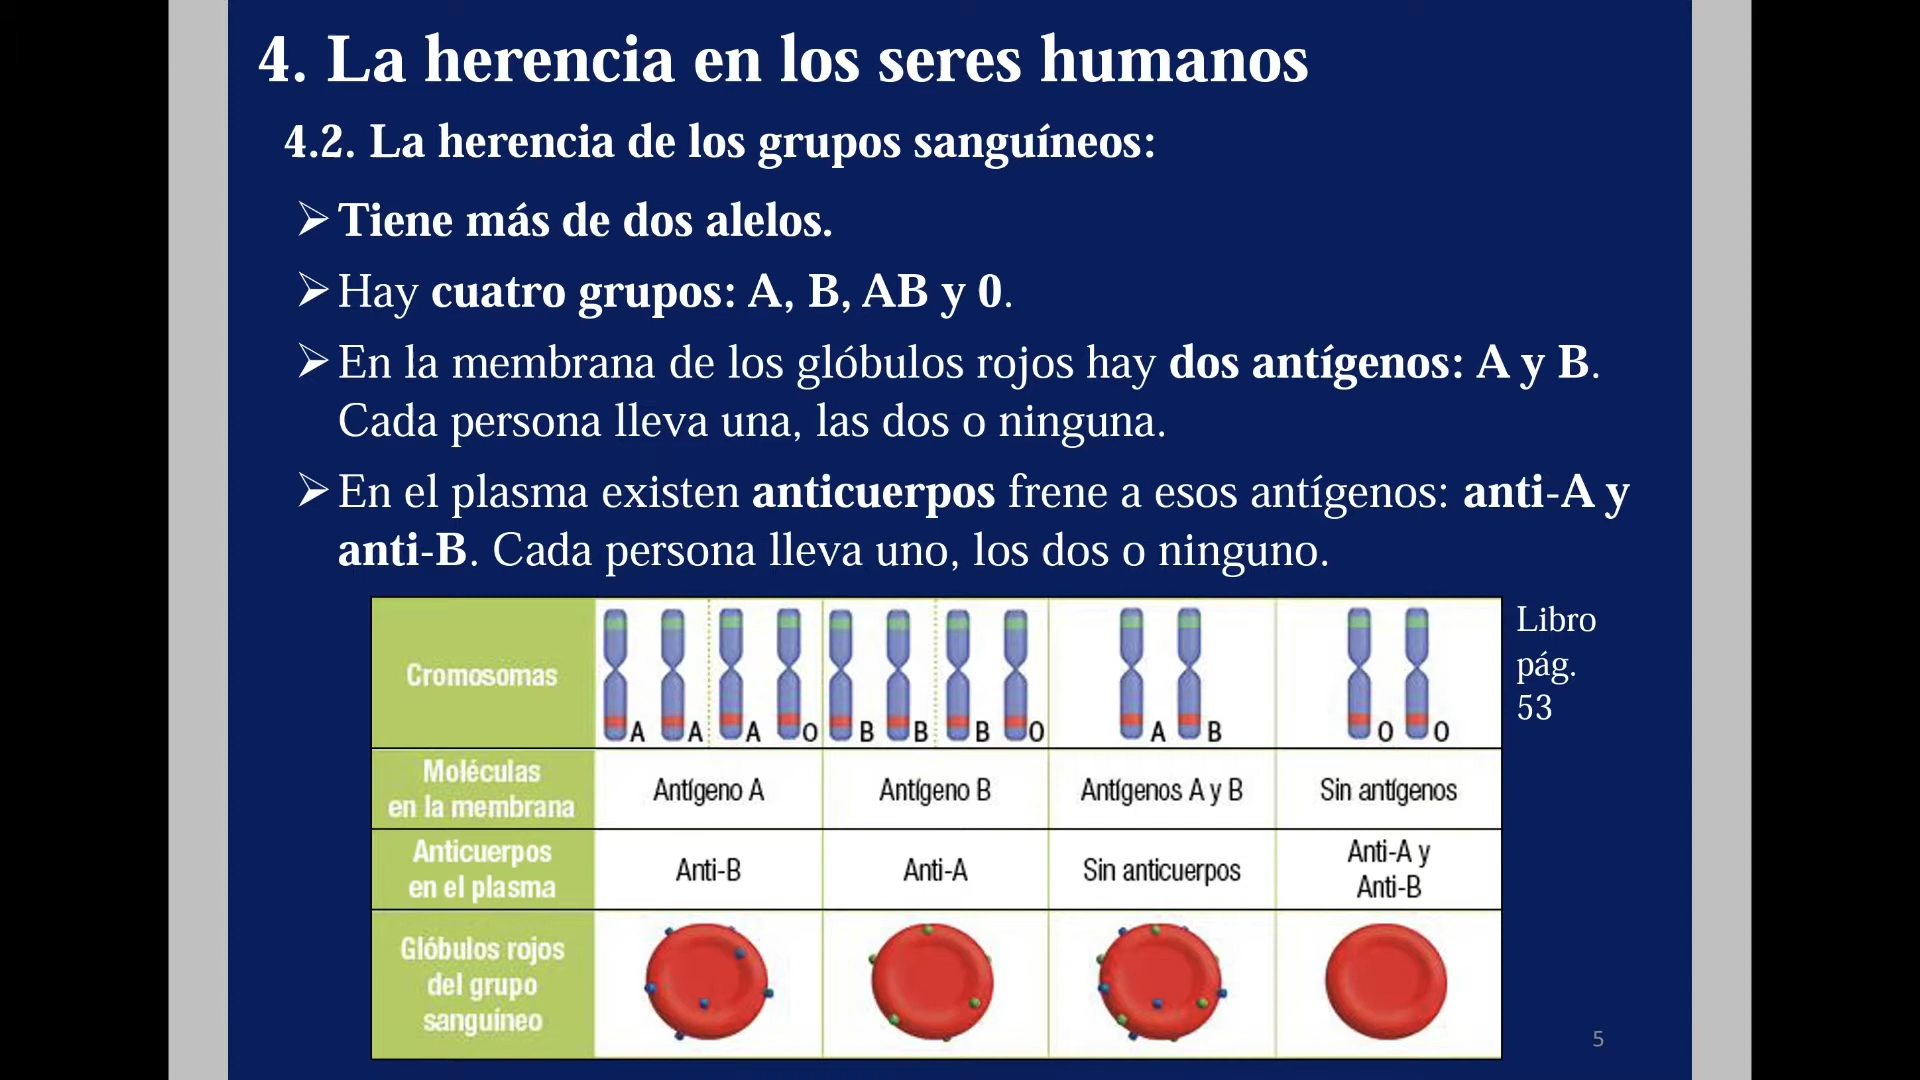 4. La herencia en los seres humanos
4.2. La herencia de los grupos sanguíneos:
➢ Tiene más de dos alelos.
➢ Hay cuatro grupos: A, B, AB y 0.
➢ En la membrana de los glóbulos rojos hay dos antígenos: A y B.
Cada persona lleva una, las dos o ninguna.
➢ En el plasma existen anticuerpos frene a esos antígenos: anti-A y
anti-B. Cada persona lleva uno, los dos o ninguno.
Libro
pág.
53
Cromosomas
A A A O B B B O A B O O
Moléculas
en la membrana
Antígeno A
Antígeno B
Antígenos A y B
Sin antígenos
Anticuerpos
en el plasma
Anti-B
Anti-A
Sin anticuerpos
Anti-A y
Anti-B
Glóbulos rojos
del grupo
sanguíneo
5